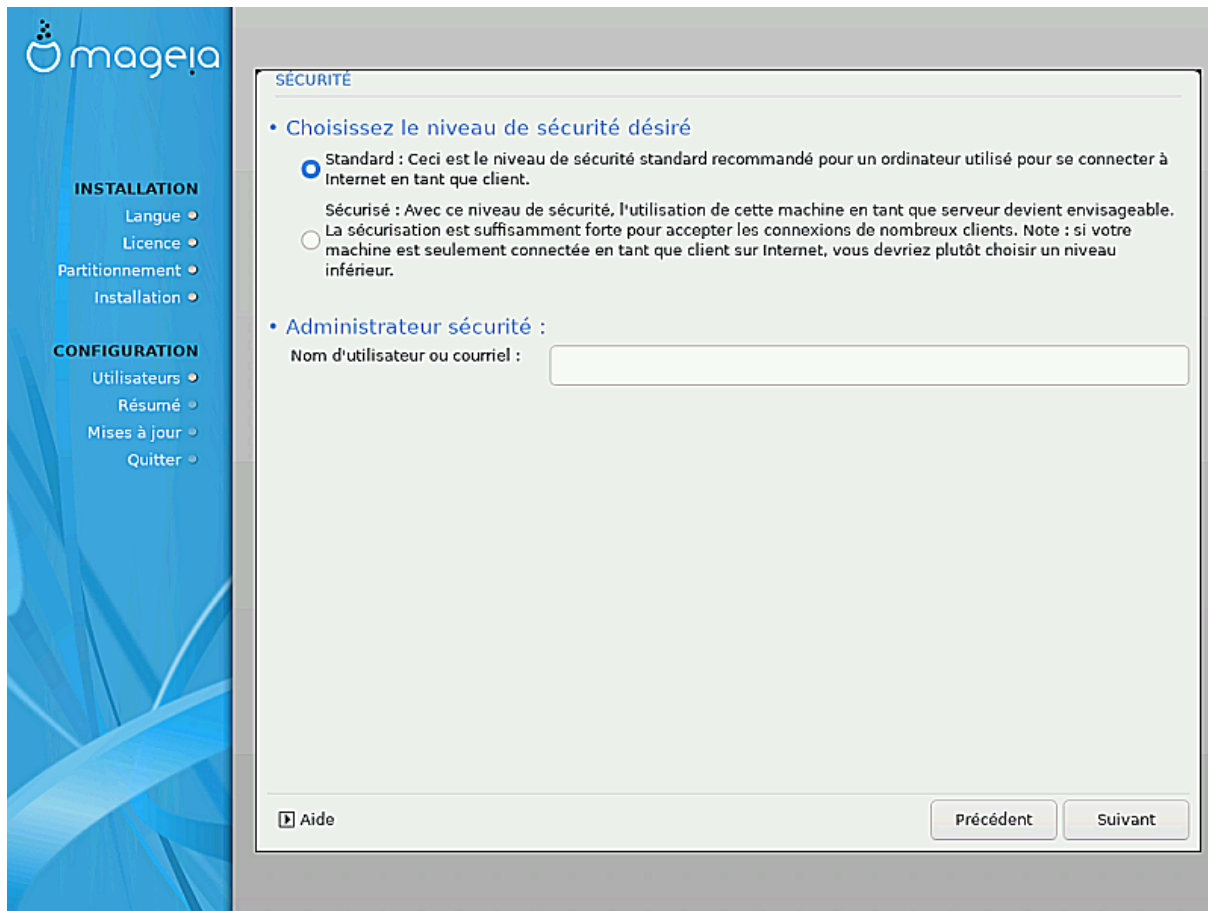 mageia
INSTALLATION
Langue
Licence
Partitionnement
Installation
CONFIGURATION
Utilisateurs
Résumé
Mises à jour
Quitter
SÉCURITÉ
• Choisissez le niveau de sécurité désiré
Standard : Ceci est le niveau de sécurité standard recommandé pour un ordinateur utilisé pour se connecter à
Internet en tant que client.
Sécurisé : Avec ce niveau de sécurité, l'utilisation de cette machine en tant que serveur devient envisageable.
La sécurisation est suffisamment forte pour accepter les connexions de nombreux clients. Note : si votre
machine est seulement connectée en tant que client sur Internet, vous devriez plutôt choisir un niveau
inférieur.
• Administrateur sécurité :
Nom d'utilisateur ou courriel :
Aide
Précédent
Suivant